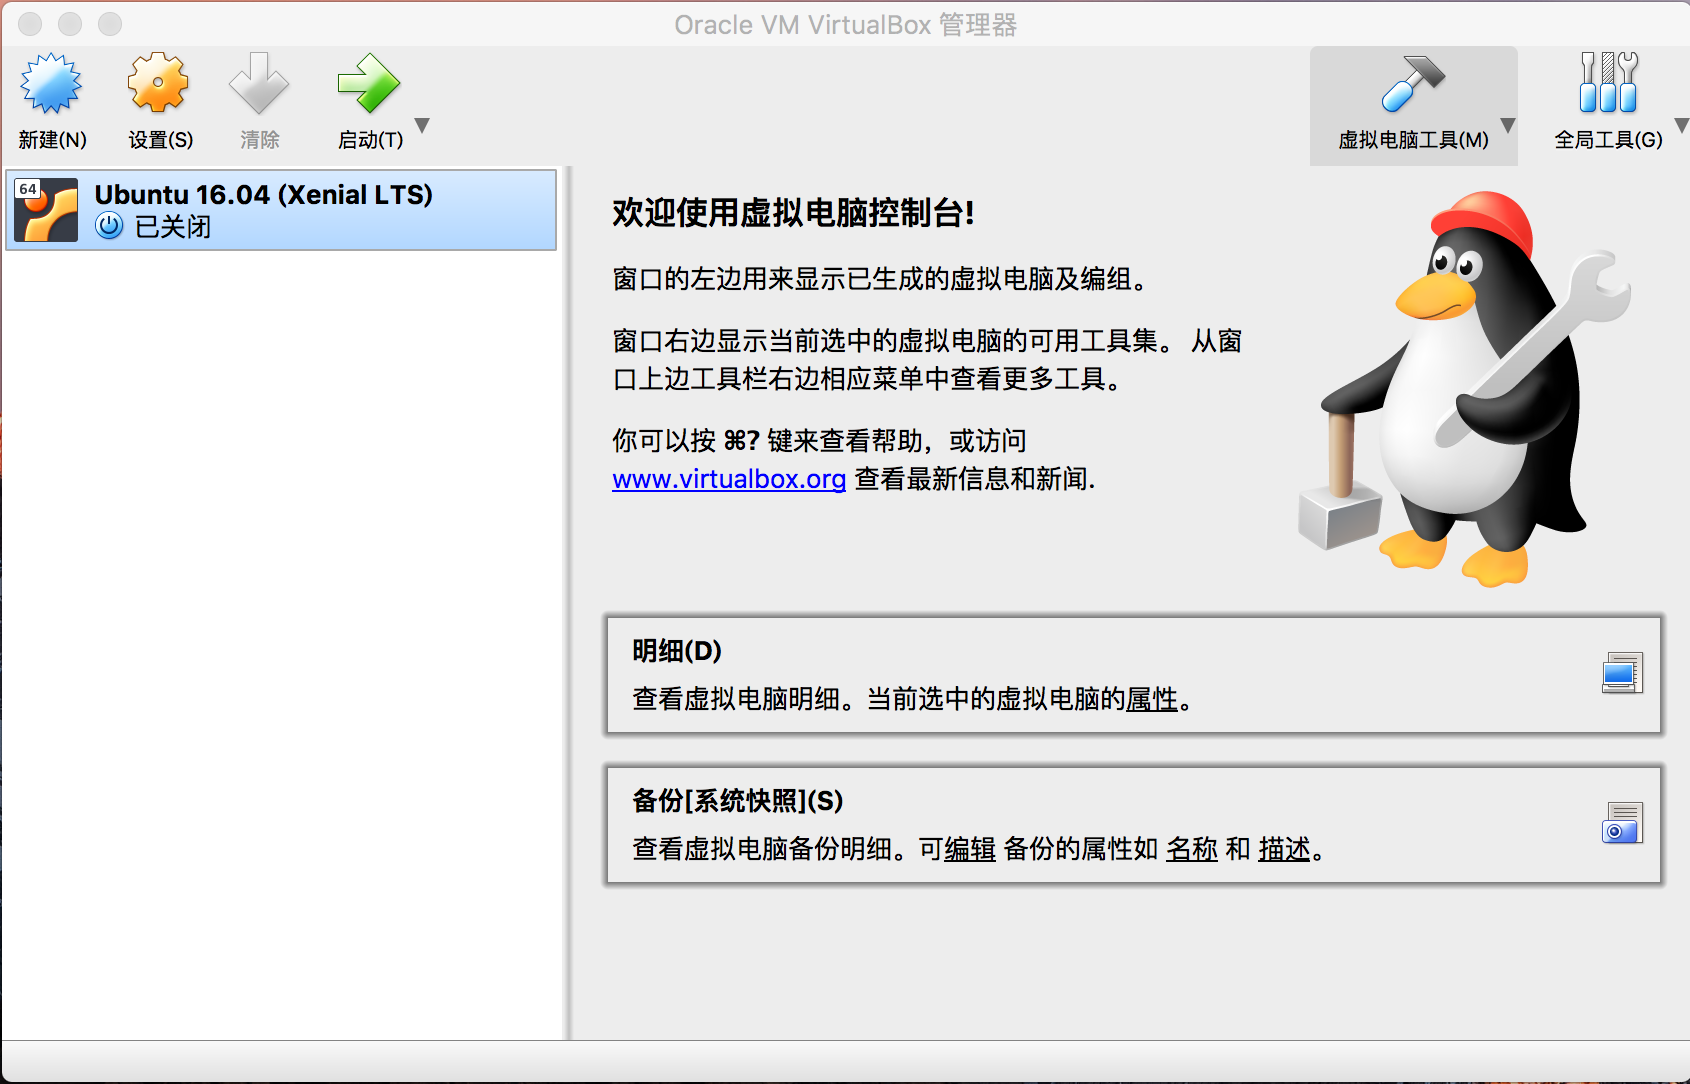 Oracle VM VirtualBox 管理器
新建(N)
设置(S)
清除
启动(T)
虚拟电脑工具(M)
全局工具(G)
64
Ubuntu 16.04 (Xenial LTS)
已关闭
欢迎使用虚拟电脑控制台!
窗口的左边用来显示已生成的虚拟电脑及编组。
窗口右边显示当前选中的虚拟电脑的可用工具集。 从窗
口上边工具栏右边相应菜单中查看更多工具。
你可以按 ⌘? 键来查看帮助，或访问
www.virtualbox.org 查看最新信息和新闻.
明细(D)
查看虚拟电脑明细。当前选中的虚拟电脑的属性。
备份[系统快照](S)
查看虚拟电脑备份明细。可编辑 备份的属性如 名称 和 描述。